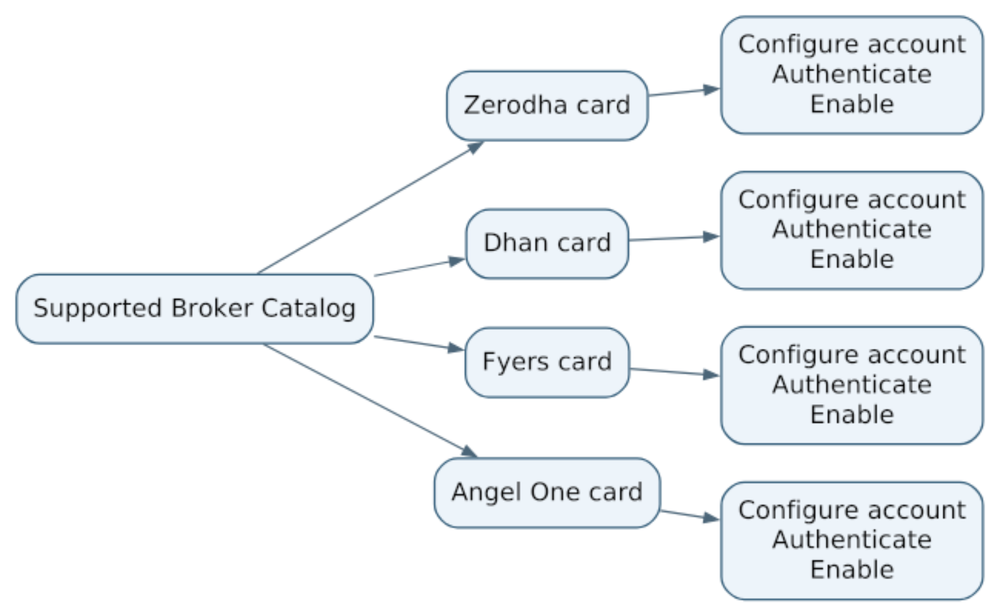 Supported Broker Catalog
Zerodha card
Configure account
Authenticate
Enable
Dhan card
Configure account
Authenticate
Enable
Fyers card
Configure account
Authenticate
Enable
Angel One card
Configure account
Authenticate
Enable